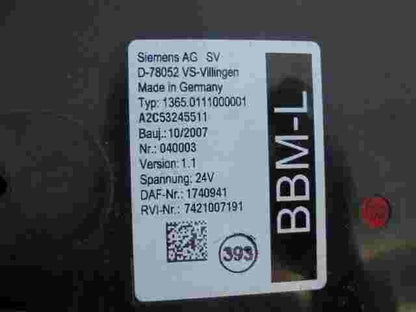 Siemens AG SV
D-78052 VS-Villingen
Made in Germany
Typ: 1365.0111000001
A2C53245511
Bauj.: 10/2007
Nr.: 040003
Version: 1.1
Spannung: 24V
DAF-Nr.: 1740941
RVI-Nr.: 7421007191
393
BBM-L